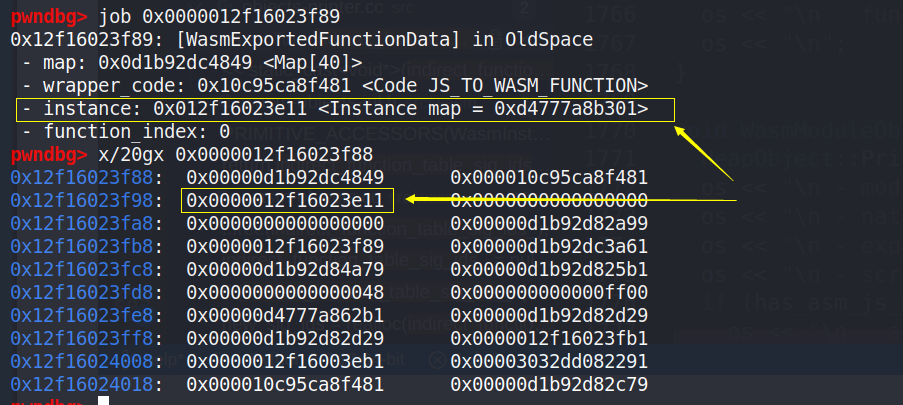 pwndbg> job 0x0000012f16023f89
0x12f16023f89: [WasmExportedFunctionData] in OldSpace
- map: 0x0d1b92dc4849 <Map[40]>
- wrapper_code: 0x10c95ca8f481 <Code JS_TO_WASM_FUNCTION>
- instance: 0x012f16023e11 <Instance map = 0xd4777a8b301>
- function_index: 0
pwndbg> x/20gx 0x0000012f16023f88
0x12f16023f88: 0x00000d1b92dc4849 0x000010c95ca8f481
0x12f16023f98: 0x0000012f16023e11 0x0000000000000000
0x12f16023fa8: 0x0000000000000000 0x00000d1b92d82a99
0x12f16023fb8: 0x0000012f16023f89 0x00000d1b92dc3a61
0x12f16023fc8: 0x00000d1b92d84a79 0x00000d1b92d825b1
0x12f16023fd8: 0x0000000000000048 0x000000000000ff00
0x12f16023fe8: 0x00000d4777a862b1 0x00000d1b92d82d29
0x12f16023ff8: 0x00000d1b92d82d29 0x0000012f16023fb1
0x12f16024008: 0x0000012f16003eb1 0x00003032dd082291
0x12f16024018: 0x000010c95ca8f481 0x00000d1b92d82c79
pwndbg>